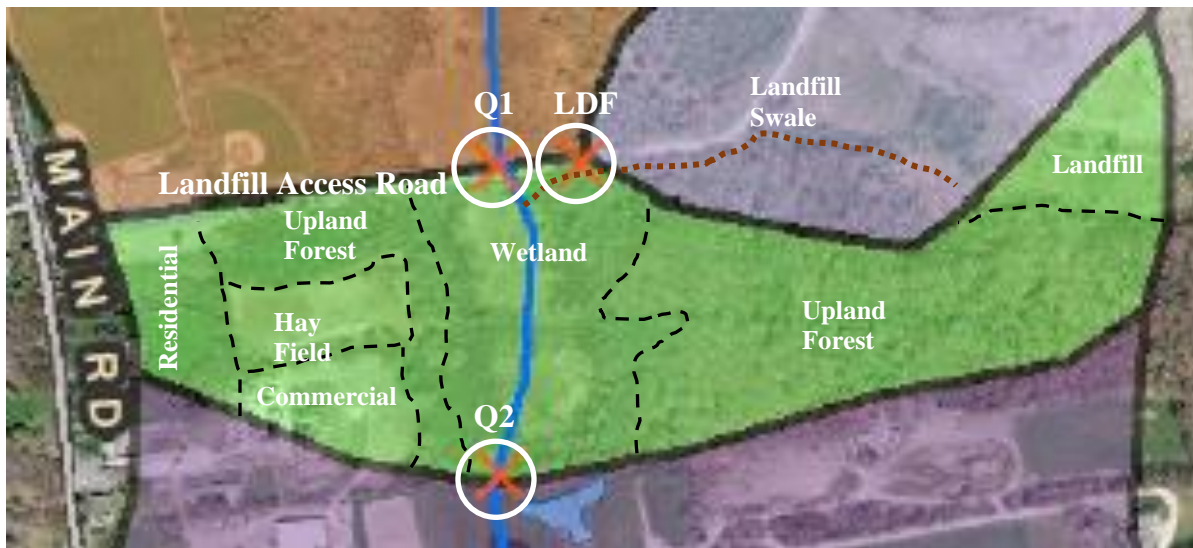 Q1
LDF
Landfill
Swale
MAIN RD
Landfill Access Road
Landfill
Upland
Forest
Wetland
Residential
Hay
Field
Upland
Forest
Commercial
Q2